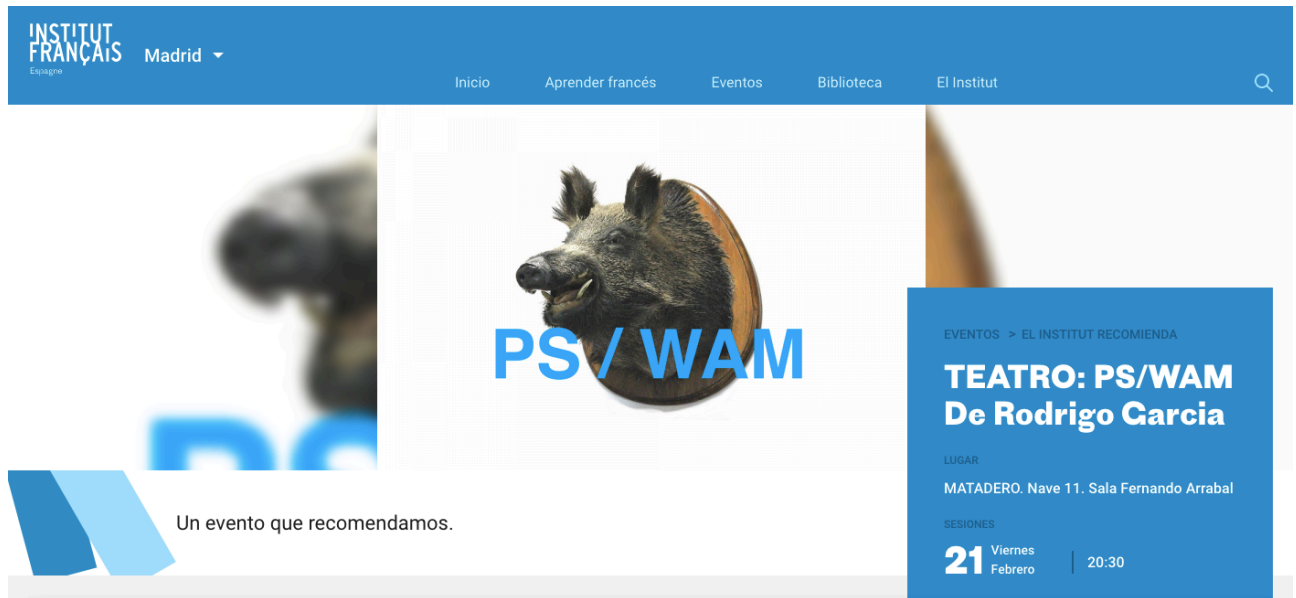 INSTITUT
FRANÇAIS
Espagne
Madrid
Inicio
Aprender francés
Eventos
Biblioteca
El Institut
PS / WAM
EVENTOS > EL INSTITUT RECOMIENDA
TEATRO: PS/WAM
De Rodrigo Garcia
LUGAR
MATADERO. Nave 11. Sala Fernando Arrabal
SESIONES
21 Viernes
Febrero
20:30
Un evento que recomendamos.